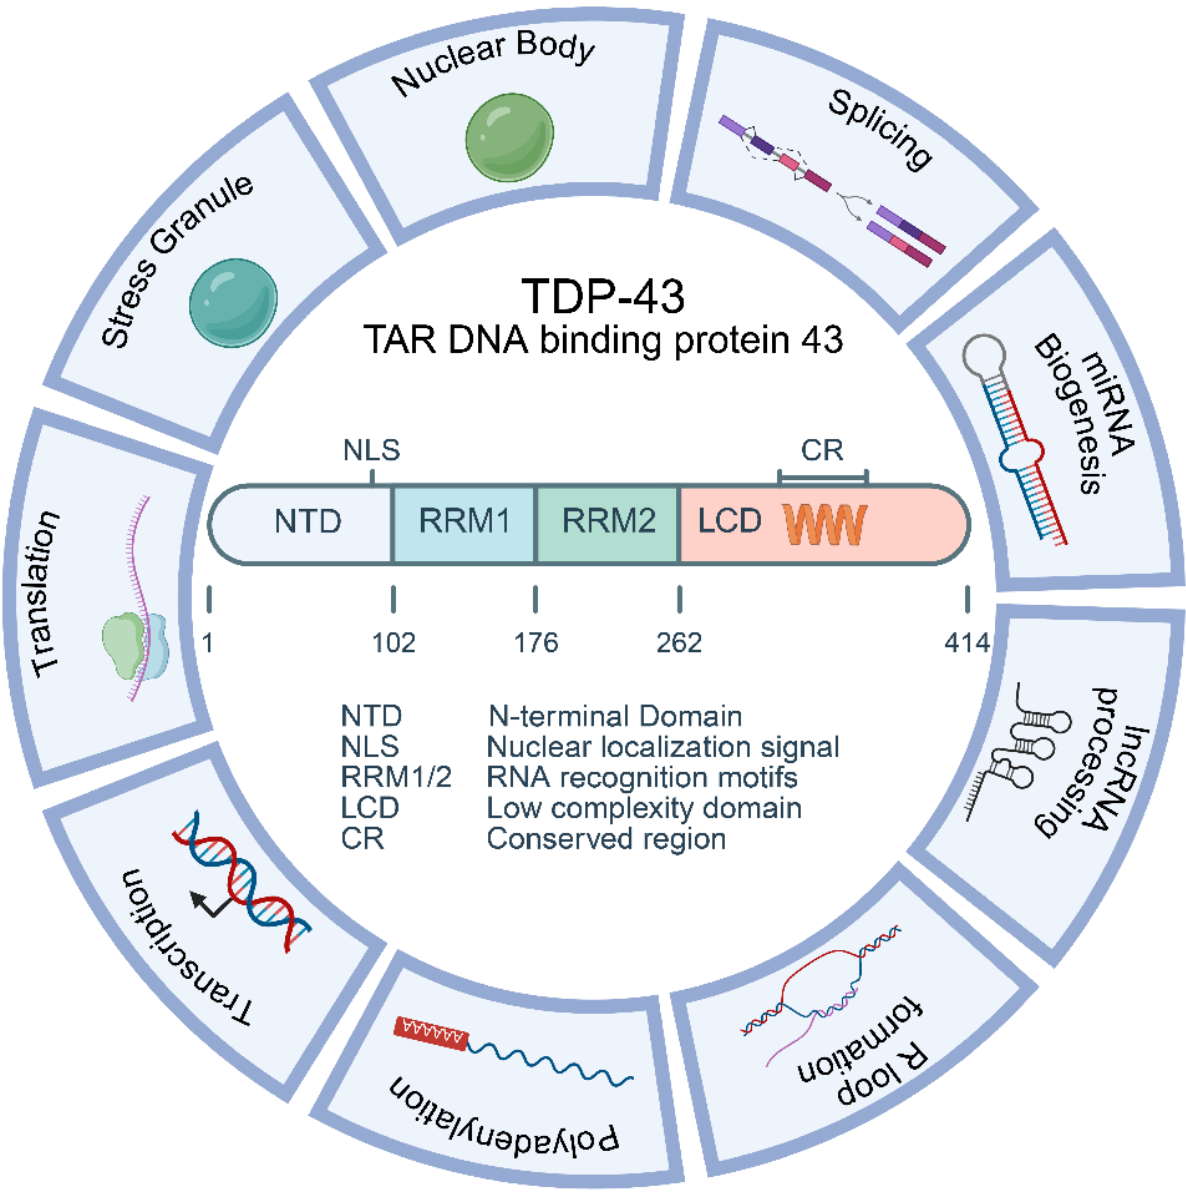 Nuclear Body
Splicing
miRNA
Biogenesis
lncRNA
processing
R loop
formation
Polyadenylation
AAAAAA
Transcription
Translation
Stress Granule
TDP-43
TAR DNA binding protein 43
NLS
CR
NTD
RRM1
RRM2
LCD
1
102
176
262
414
NTD N-terminal Domain
NLS Nuclear localization signal
RRM1/2 RNA recognition motifs
LCD Low complexity domain
CR Conserved region